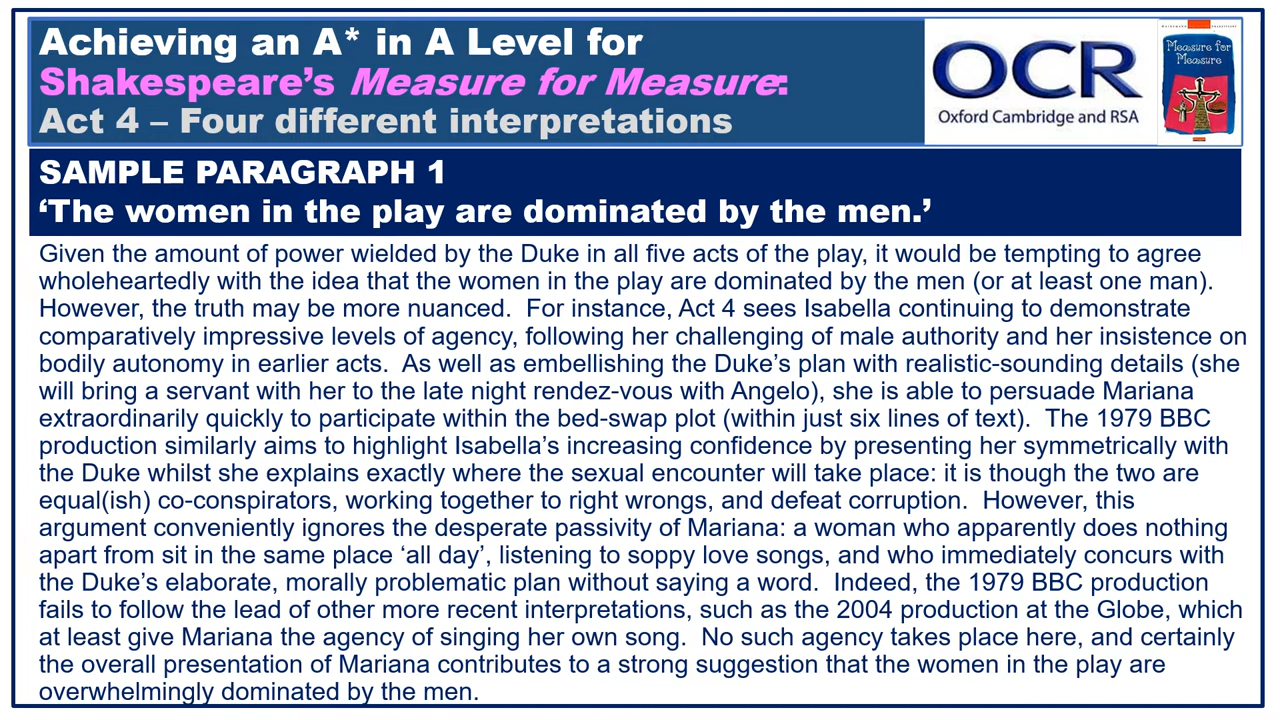 Achieving an A* in A Level for
Shakespeare's Measure for Measure:
Act 4 – Four different interpretations
OCR
Oxford Cambridge and RSA
Measure for
Measure
SAMPLE PARAGRAPH 1
‘The women in the play are dominated by the men.’
Given the amount of power wielded by the Duke in all five acts of the play, it would be tempting to agree
wholeheartedly with the idea that the women in the play are dominated by the men (or at least one man).
However, the truth may be more nuanced.  For instance, Act 4 sees Isabella continuing to demonstrate
comparatively impressive levels of agency, following her challenging of male authority and her insistence on
bodily autonomy in earlier acts.  As well as embellishing the Duke’s plan with realistic-sounding details (she
will bring a servant with her to the late night rendez-vous with Angelo), she is able to persuade Mariana
extraordinarily quickly to participate within the bed-swap plot (within just six lines of text).  The 1979 BBC
production similarly aims to highlight Isabella’s increasing confidence by presenting her symmetrically with
the Duke whilst she explains exactly where the sexual encounter will take place: it is though the two are
equal(ish) co-conspirators, working together to right wrongs, and defeat corruption.  However, this
argument conveniently ignores the desperate passivity of Mariana: a woman who apparently does nothing
apart from sit in the same place ‘all day’, listening to soppy love songs, and who immediately concurs with
the Duke’s elaborate, morally problematic plan without saying a word.  Indeed, the 1979 BBC production
fails to follow the lead of other more recent interpretations, such as the 2004 production at the Globe, which
at least give Mariana the agency of singing her own song.  No such agency takes place here, and certainly
the overall presentation of Mariana contributes to a strong suggestion that the women in the play are
overwhelmingly dominated by the men.